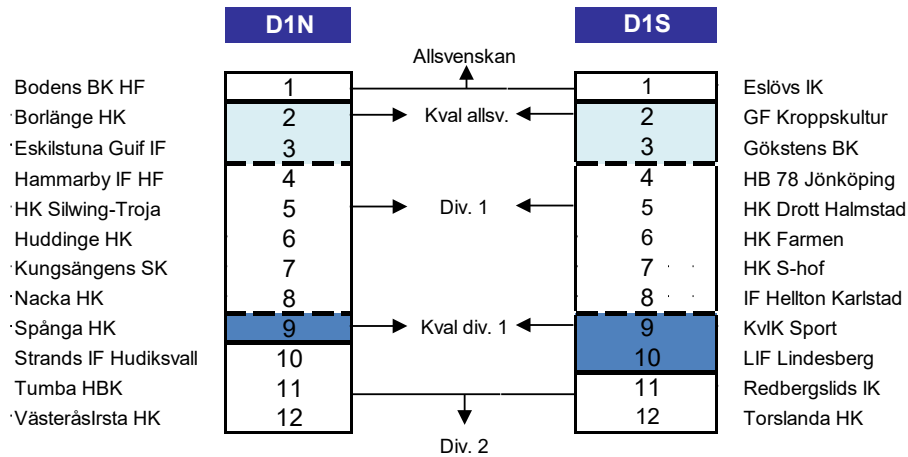 D1N D1S
Allsvenskan
Bodens BK HF 1 1 Eslövs IK
Borlänge HK 2 Kval allsv. 2 GF Kroppskultur
Eskilstuna Guif IF 3 3 Gökstens BK
Hammarby IF HF 4 4 HB 78 Jönköping
HK Silwing-Troja 5 Div. 1 5 HK Drott Halmstad
Huddinge HK 6 6 HK Farmen
Kungsängens SK 7 7 HK S-hof
Nacka HK 8 8 IF Hellton Karlstad
Spånga HK 9 Kval div. 1 9 KvIK Sport
Strands IF Hudiksvall 10 10 LIF Lindesberg
Tumba HBK 11 11 Redbergslids IK
VästeråsIrsta HK 12 12 Torslanda HK
Div. 2